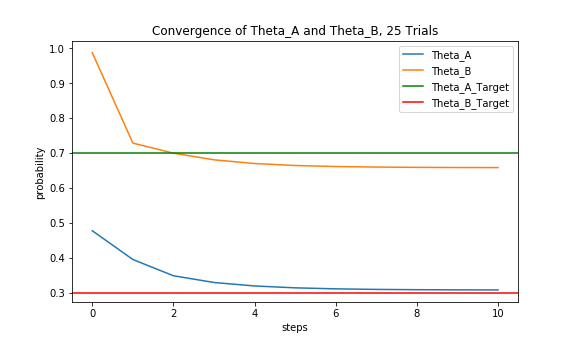 Convergence of Theta_A and Theta_B, 25 Trials
1.0
0.9
0.8
0.7
0.6
0.5
0.4
0.3
probability
Theta_A
Theta_B
Theta_A_Target
Theta_B_Target
0 2 4 6 8 10
steps